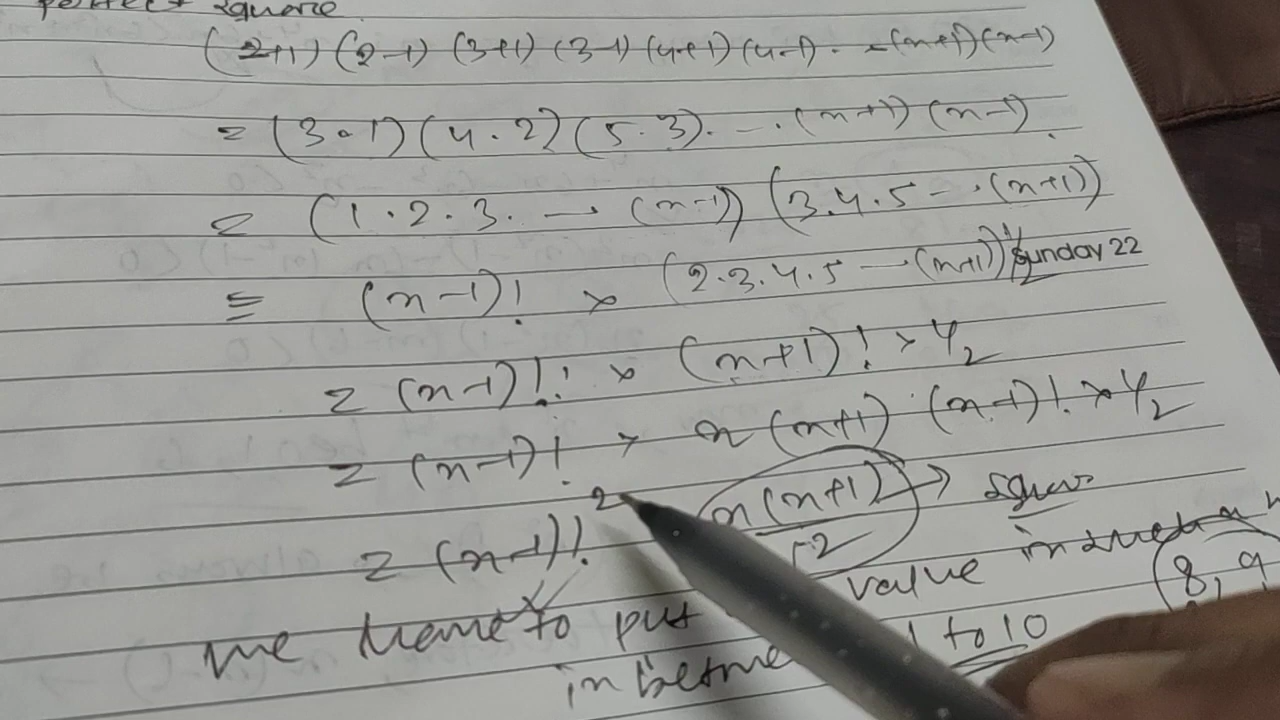 perfect square
(2+1) (2-1) (3+1) (3-1) (4+1) (4-1) . - (n+1) (n-1)
= (3·1) (4·2) (5·3). - . (n+1) (n-1).
= (1·2·3. - (n-1)) (3.4.5 - · (n+1))
= (n-1)! × (2.3.4.5 - (n+1)) ½ Sunday 22
= (n-1)! × (n+1)! × ½
= (n-1)! × n (n+1) · (n-1)! × ½
= (n-1)!² n(n+1)/2 → square
we have to put value in such a
in between 1 to 10 (8, 9,